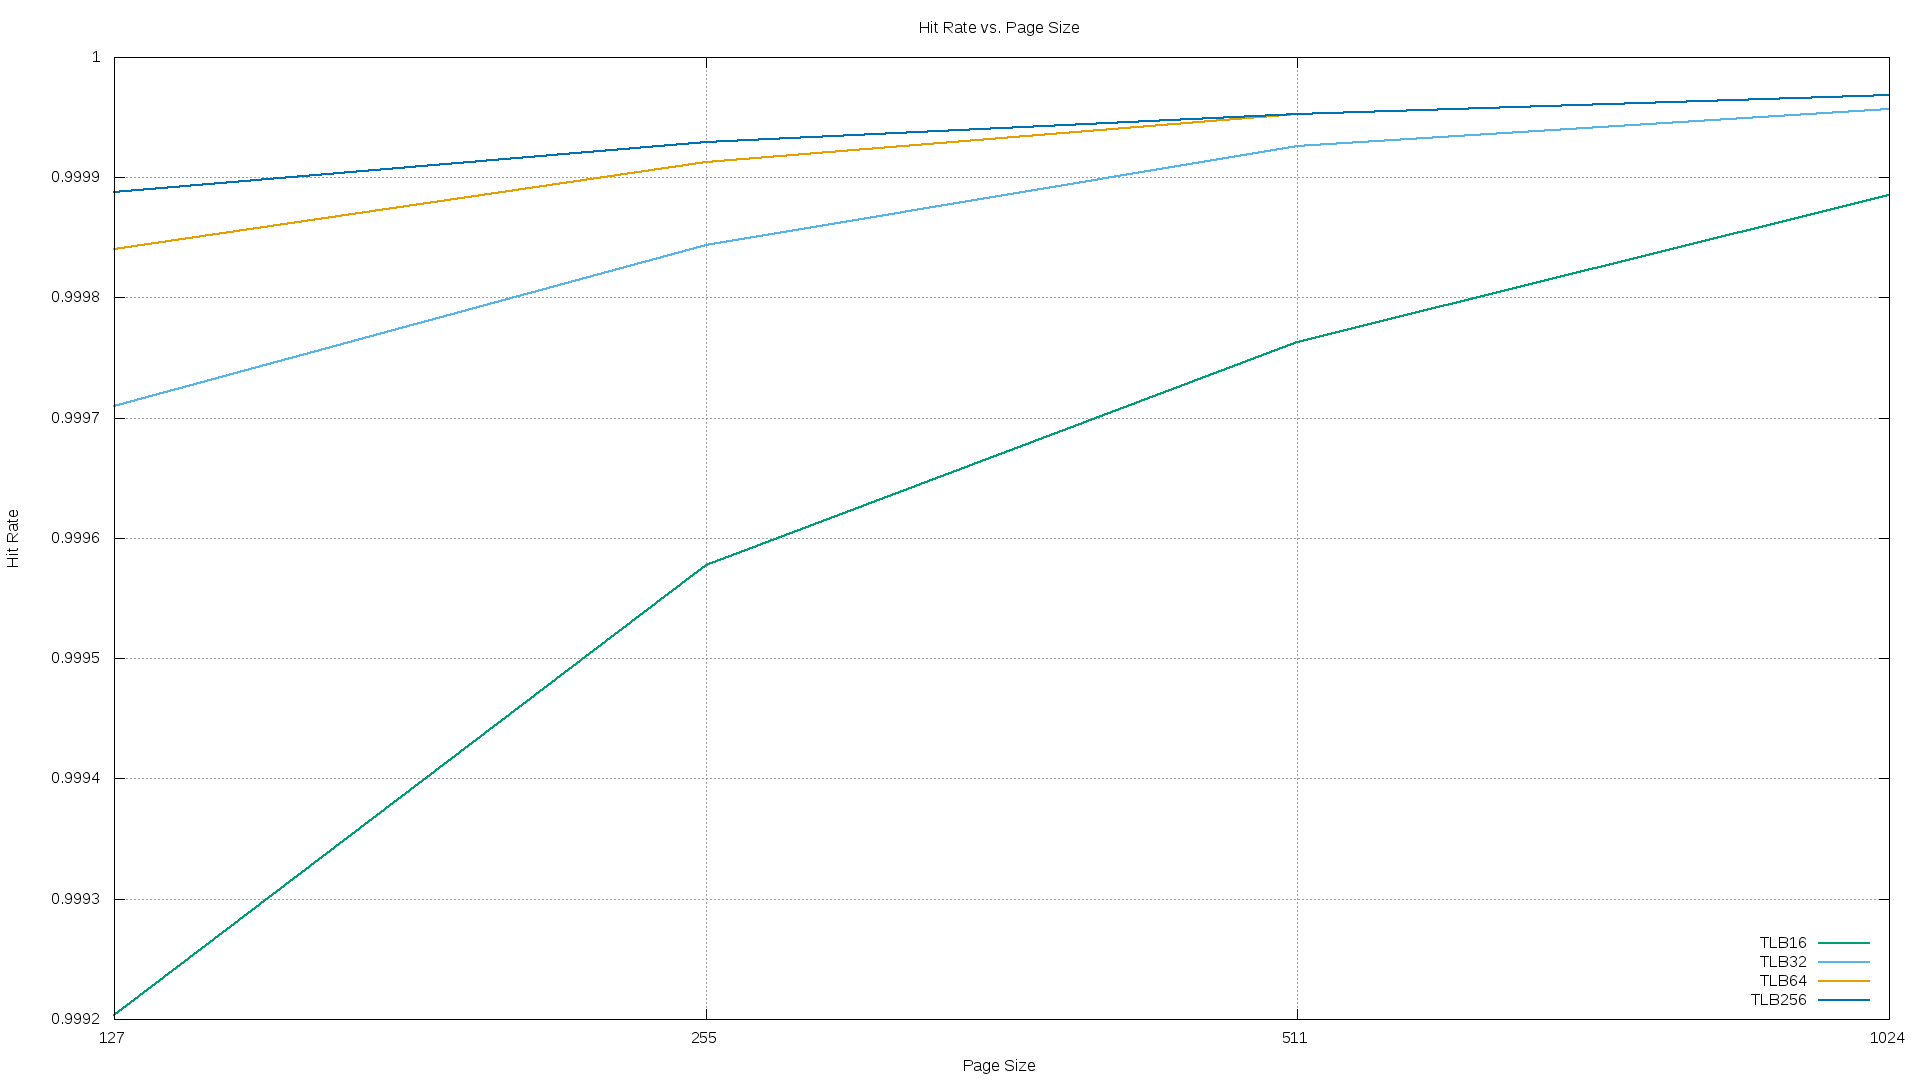 Hit Rate vs. Page Size
1
0.9999
0.9998
0.9997
0.9996
0.9995
0.9994
0.9993
0.9992
Hit Rate
TLB16
TLB32
TLB64
TLB256
127 255 511 1024
Page Size